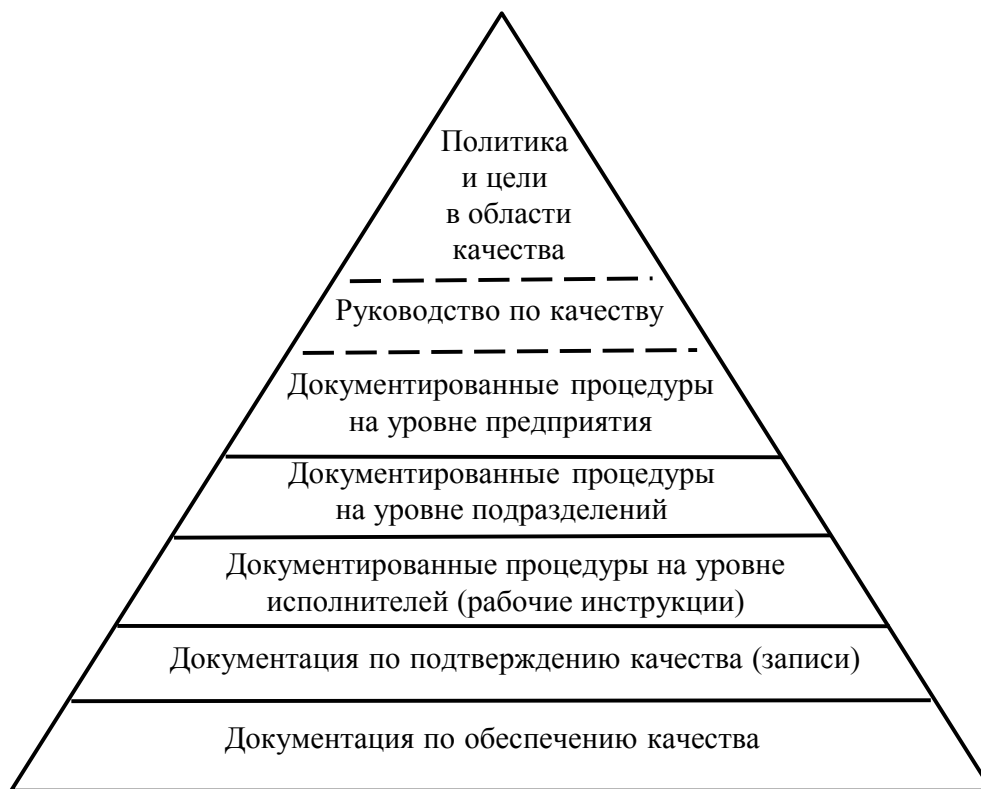 Политика
и цели
в области
качества
Руководство по качеству
Документированные процедуры
на уровне предприятия
Документированные процедуры
на уровне подразделений
Документированные процедуры на уровне
исполнителей (рабочие инструкции)
Документация по подтверждению качества (записи)
Документация по обеспечению качества